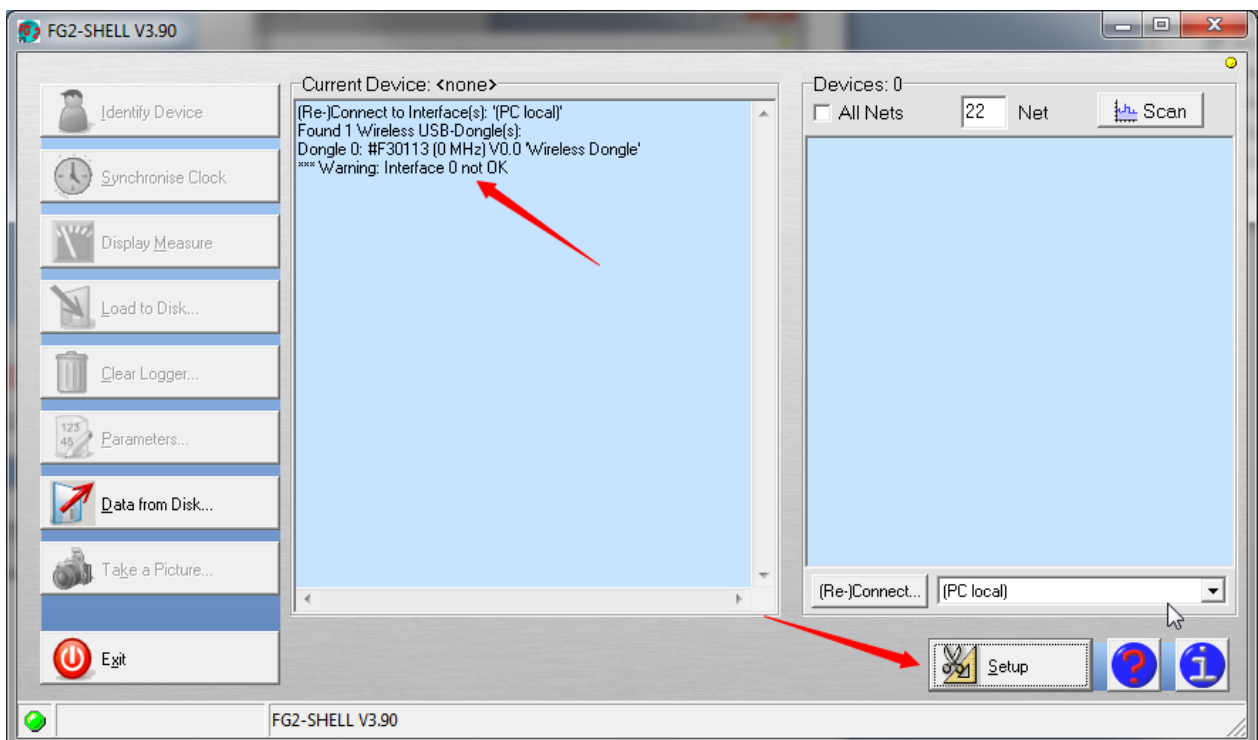 FG2-SHELL V3.90
Identify Device
Synchronise Clock
Display Measure
Load to Disk...
Clear Logger...
123
45
Parameters...
Data from Disk...
Take a Picture...
Exit
Current Device: <none>
(Re-)Connect to Interface(s): '(PC local)'
Found 1 Wireless USB-Dongle(s):
Dongle 0: #F30113 (0 MHz) V0.0 'Wireless Dongle'
*** Warning: Interface 0 not OK
Devices: 0
All Nets
22
Net
Scan
(Re-)Connect...
(PC local)
Setup
?
i
FG2-SHELL V3.90